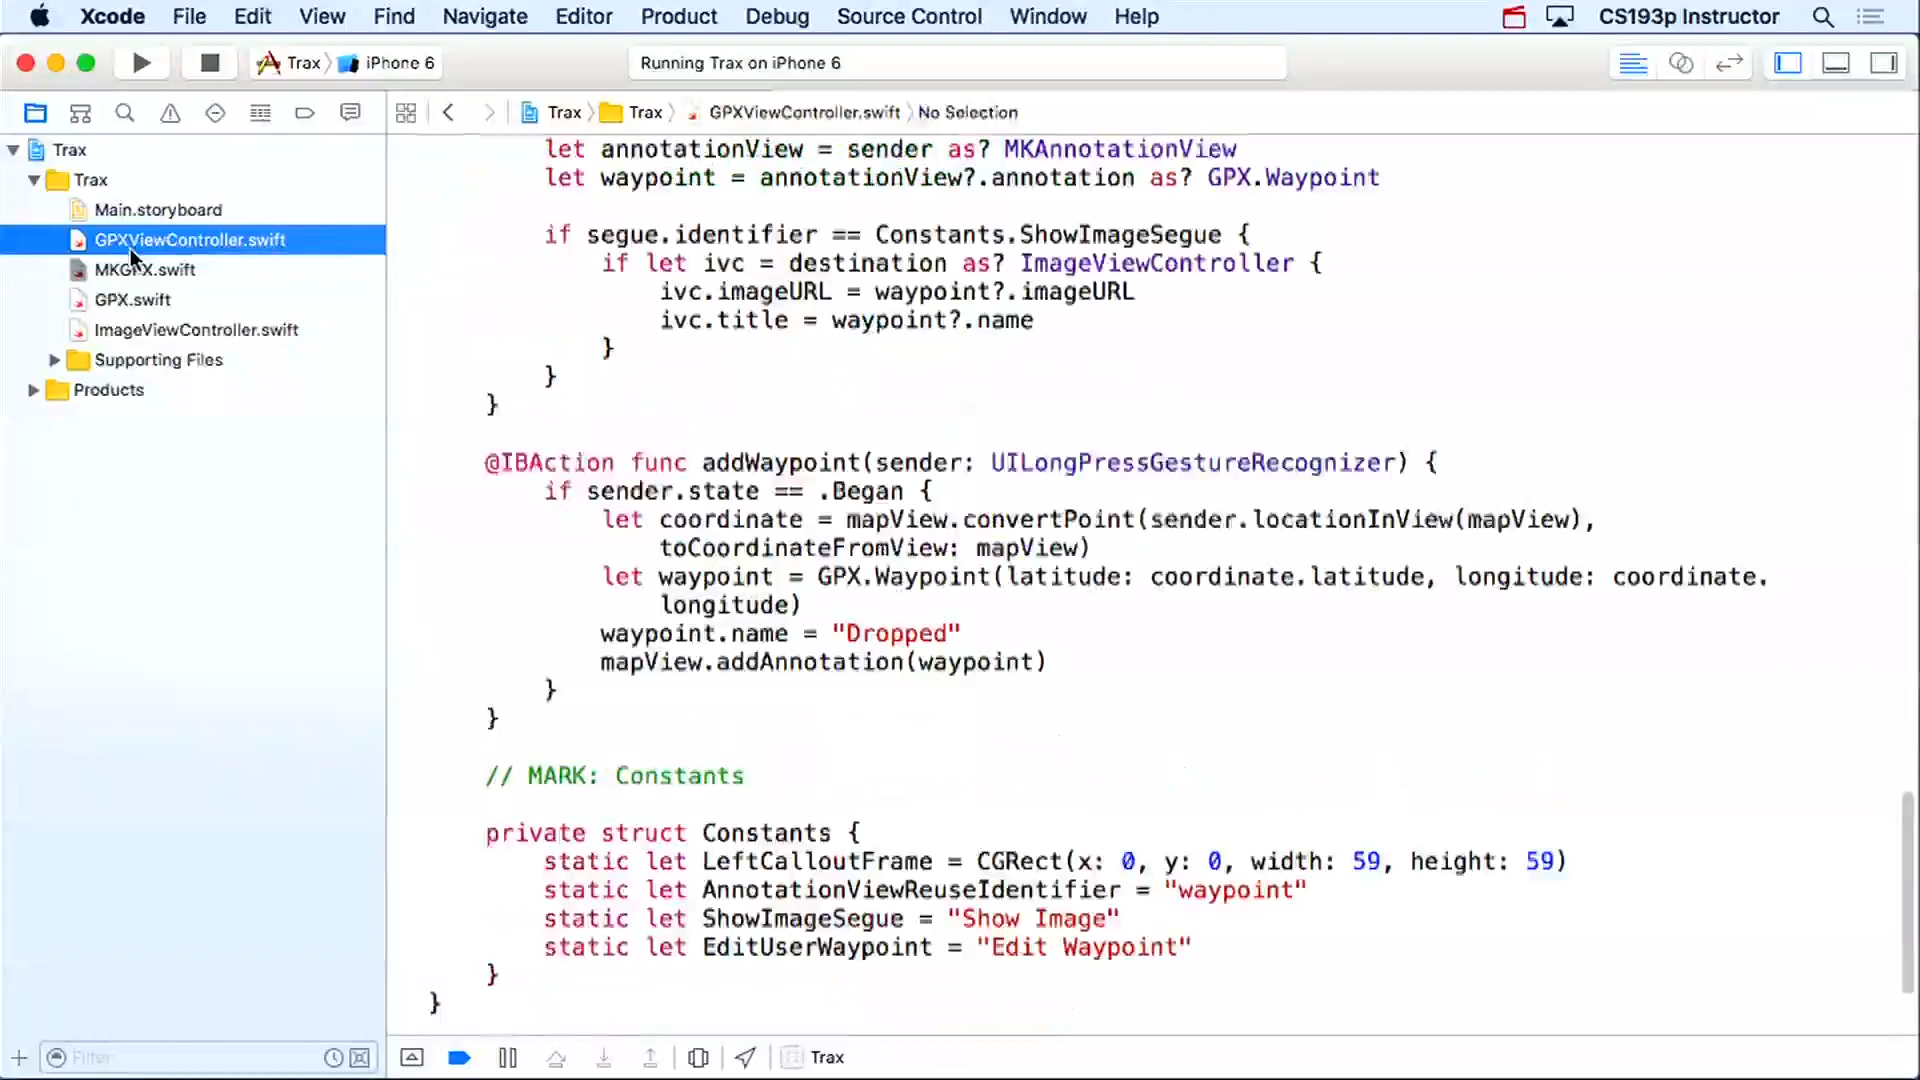 Xcode File Edit View Find Navigate Editor Product Debug Source Control Window Help CS193p Instructor
Trax iPhone 6 Running Trax on iPhone 6
Trax Trax GPXViewController.swift No Selection
Trax
Trax
Main.storyboard
GPXViewController.swift
MKGPX.swift
GPX.swift
ImageViewController.swift
Supporting Files
Products
let annotationView = sender as? MKAnnotationView
let waypoint = annotationView?.annotation as? GPX.Waypoint
if segue.identifier == Constants.ShowImageSegue {
if let ivc = destination as? ImageViewController {
ivc.imageURL = waypoint?.imageURL
ivc.title = waypoint?.name
}
}
}
@IBAction func addWaypoint(sender: UILongPressGestureRecognizer) {
if sender.state == .Began {
let coordinate = mapView.convertPoint(sender.locationInView(mapView),
toCoordinateFromView: mapView)
let waypoint = GPX.Waypoint(latitude: coordinate.latitude, longitude: coordinate.
longitude)
waypoint.name = "Dropped"
mapView.addAnnotation(waypoint)
}
}
// MARK: Constants
private struct Constants {
static let LeftCalloutFrame = CGRect(x: 0, y: 0, width: 59, height: 59)
static let AnnotationViewReuseIdentifier = "waypoint"
static let ShowImageSegue = "Show Image"
static let EditUserWaypoint = "Edit Waypoint"
}
}
Filter
Trax